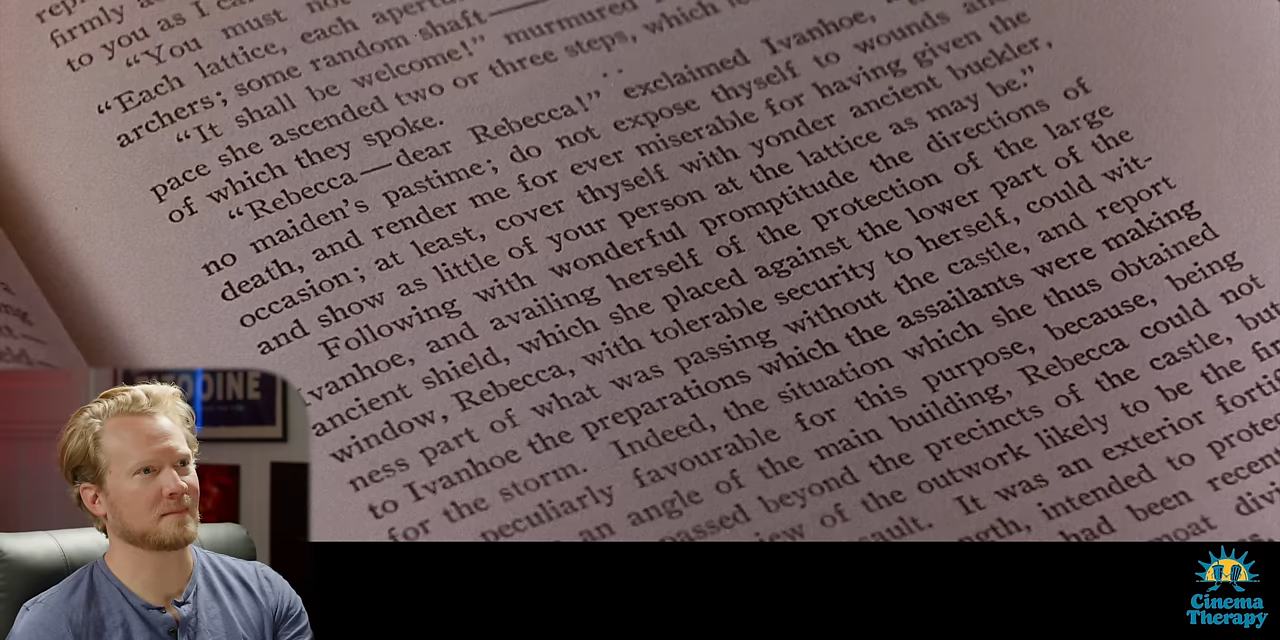 firmly
to you as I
“You must not
“Each lattice, each
archers; some random shaft—
“It shall be welcome!” murmured
pace she ascended two or three steps, which
of which they spoke.
“Rebecca—dear Rebecca!” exclaimed Ivanhoe,
no maiden’s pastime; do not expose thyself to wounds
death, and render me for ever miserable for having given the
occasion; at least, cover thyself with yonder ancient buckler,
and show as little of your person at the lattice as may be.”
Following with wonderful promptitude the directions of
vanhoe, and availing herself of the protection of the large
ancient shield, which she placed against the lower part of the
window, Rebecca, with tolerable security to herself, could wit-
ness part of what was passing without the castle, and report
to Ivanhoe the preparations which the assailants were making
for the storm. Indeed, the situation which she thus obtained
peculiarly favourable for this purpose, because, being
an angle of the main building, Rebecca could not
passed beyond the precincts of the castle, but
of the outwork likely to be the
It was an exterior
intended to
had been
moat
Cinema
Therapy